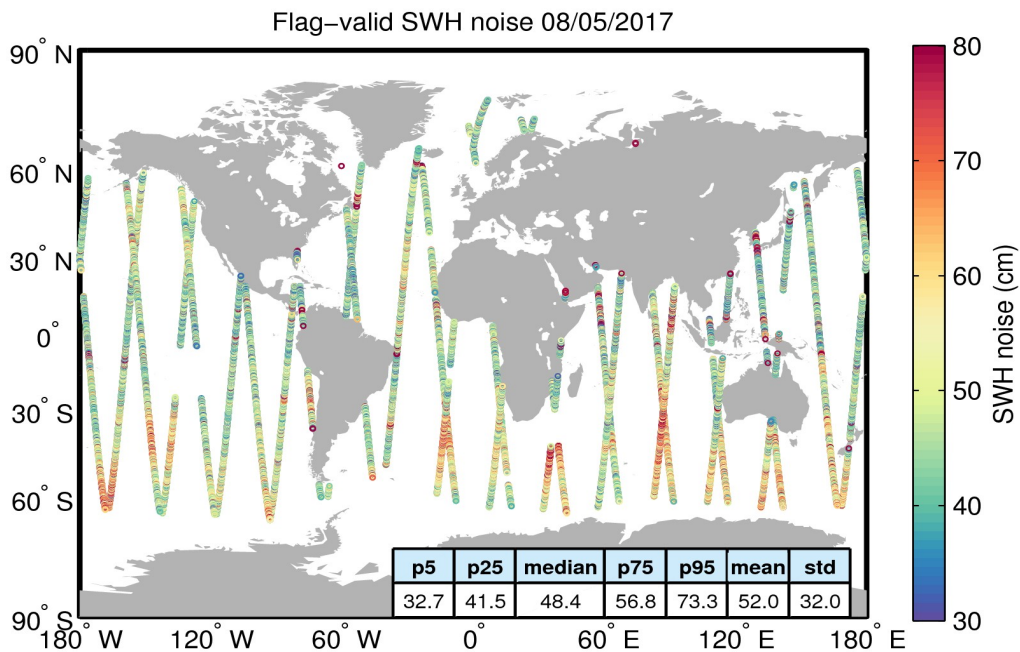 Flag−valid SWH noise 08/05/2017
90° N
60° N
30° N
0°
30° S
60° S
90° S
180° W
120° W
60° W
0°
60° E
120° E
180° E
p5 p25 median p75 p95 mean std
32.7 41.5 48.4 56.8 73.3 52.0 32.0
80
70
60
50
40
30
SWH noise (cm)